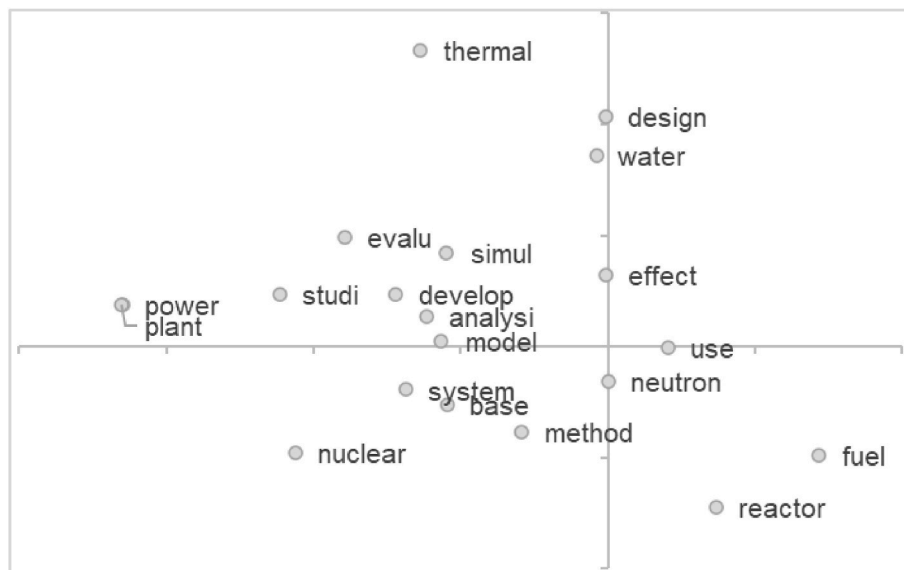 thermal
design
water
evalu
simul
effect
studi
develop
power
plant
analysi
model
use
neutron
system
base
method
nuclear
fuel
reactor